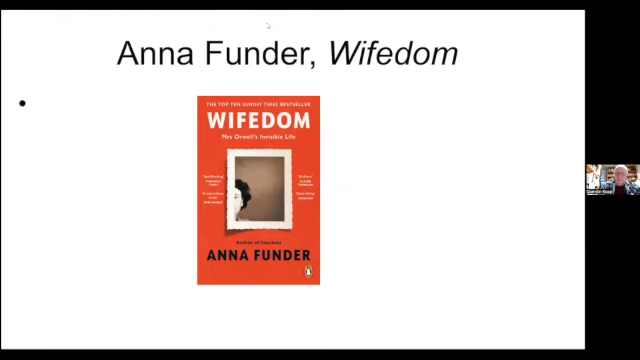 Anna Funder, Wifedom
•
THE TOP TEN SUNDAY TIMES BESTSELLER
WIFEDOM
Mrs Orwell's Invisible Life
Author of Stasiland
ANNA FUNDER